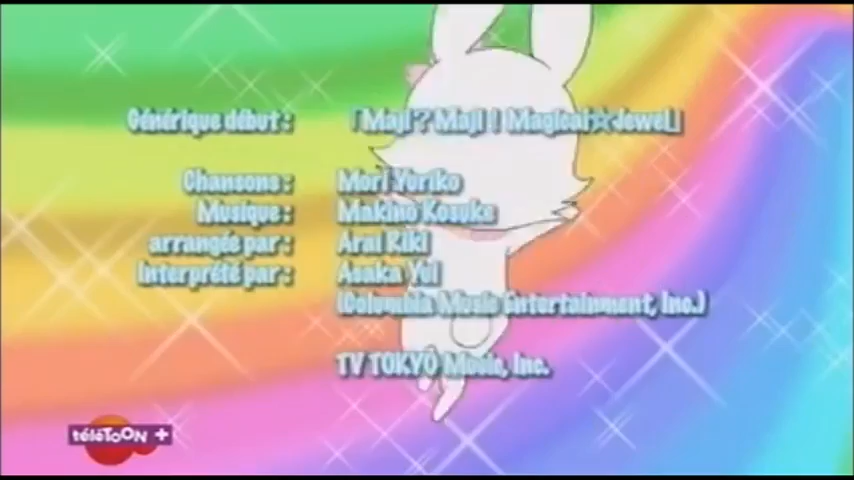 Générique début : 「Maji? Maji! Magical☆Jewel」
Chansons : Mori Yuriko
Musique : Makino Kosuke
arrangée par : Arai Riki
Interprété par : Asaka Yui
(Columbia Music Entertainment, Inc.)
TV TOKYO Music, Inc.
téléTOON +